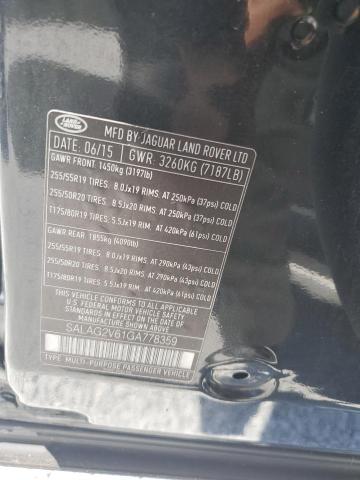 LAND ROVER
MFD BY JAGUAR LAND ROVER LTD
DATE: 06/15 GWR: 3260KG (7187LB)
GAWR FRONT 1450kg (3197lb)
255/55R19 TIRES. 8.0Jx19 RIMS. AT 250kPa (37psi) COLD
255/50R20 TIRES. 8.5Jx20 RIMS. AT 250kPa (37psi) COLD
T175/80R19 TIRES. 5.5Jx19 RIM. AT 420kPa (61psi) COLD
GAWR REAR 1855kg (4090lb)
255/55R19 TIRES. 8.0Jx19 RIMS. AT 290kPa (43psi) COLD
255/50R20 TIRES. 8.5Jx20 RIMS. AT 290kPa (43psi) COLD
T175/80R19 TIRES. 5.5Jx19 RIM. AT 420kPa (61psi) COLD
THIS VEHICLE CONFORMS TO ALL APPLICABLE
U.S FEDERAL MOTOR VEHICLE SAFETY
STANDARDS IN EFFECT ON THE DATE OF
MANUFACTURE SHOWN ABOVE.
SALAG2V61GA778359
TYPE: MULTI-PURPOSE PASSENGER VEHICLE